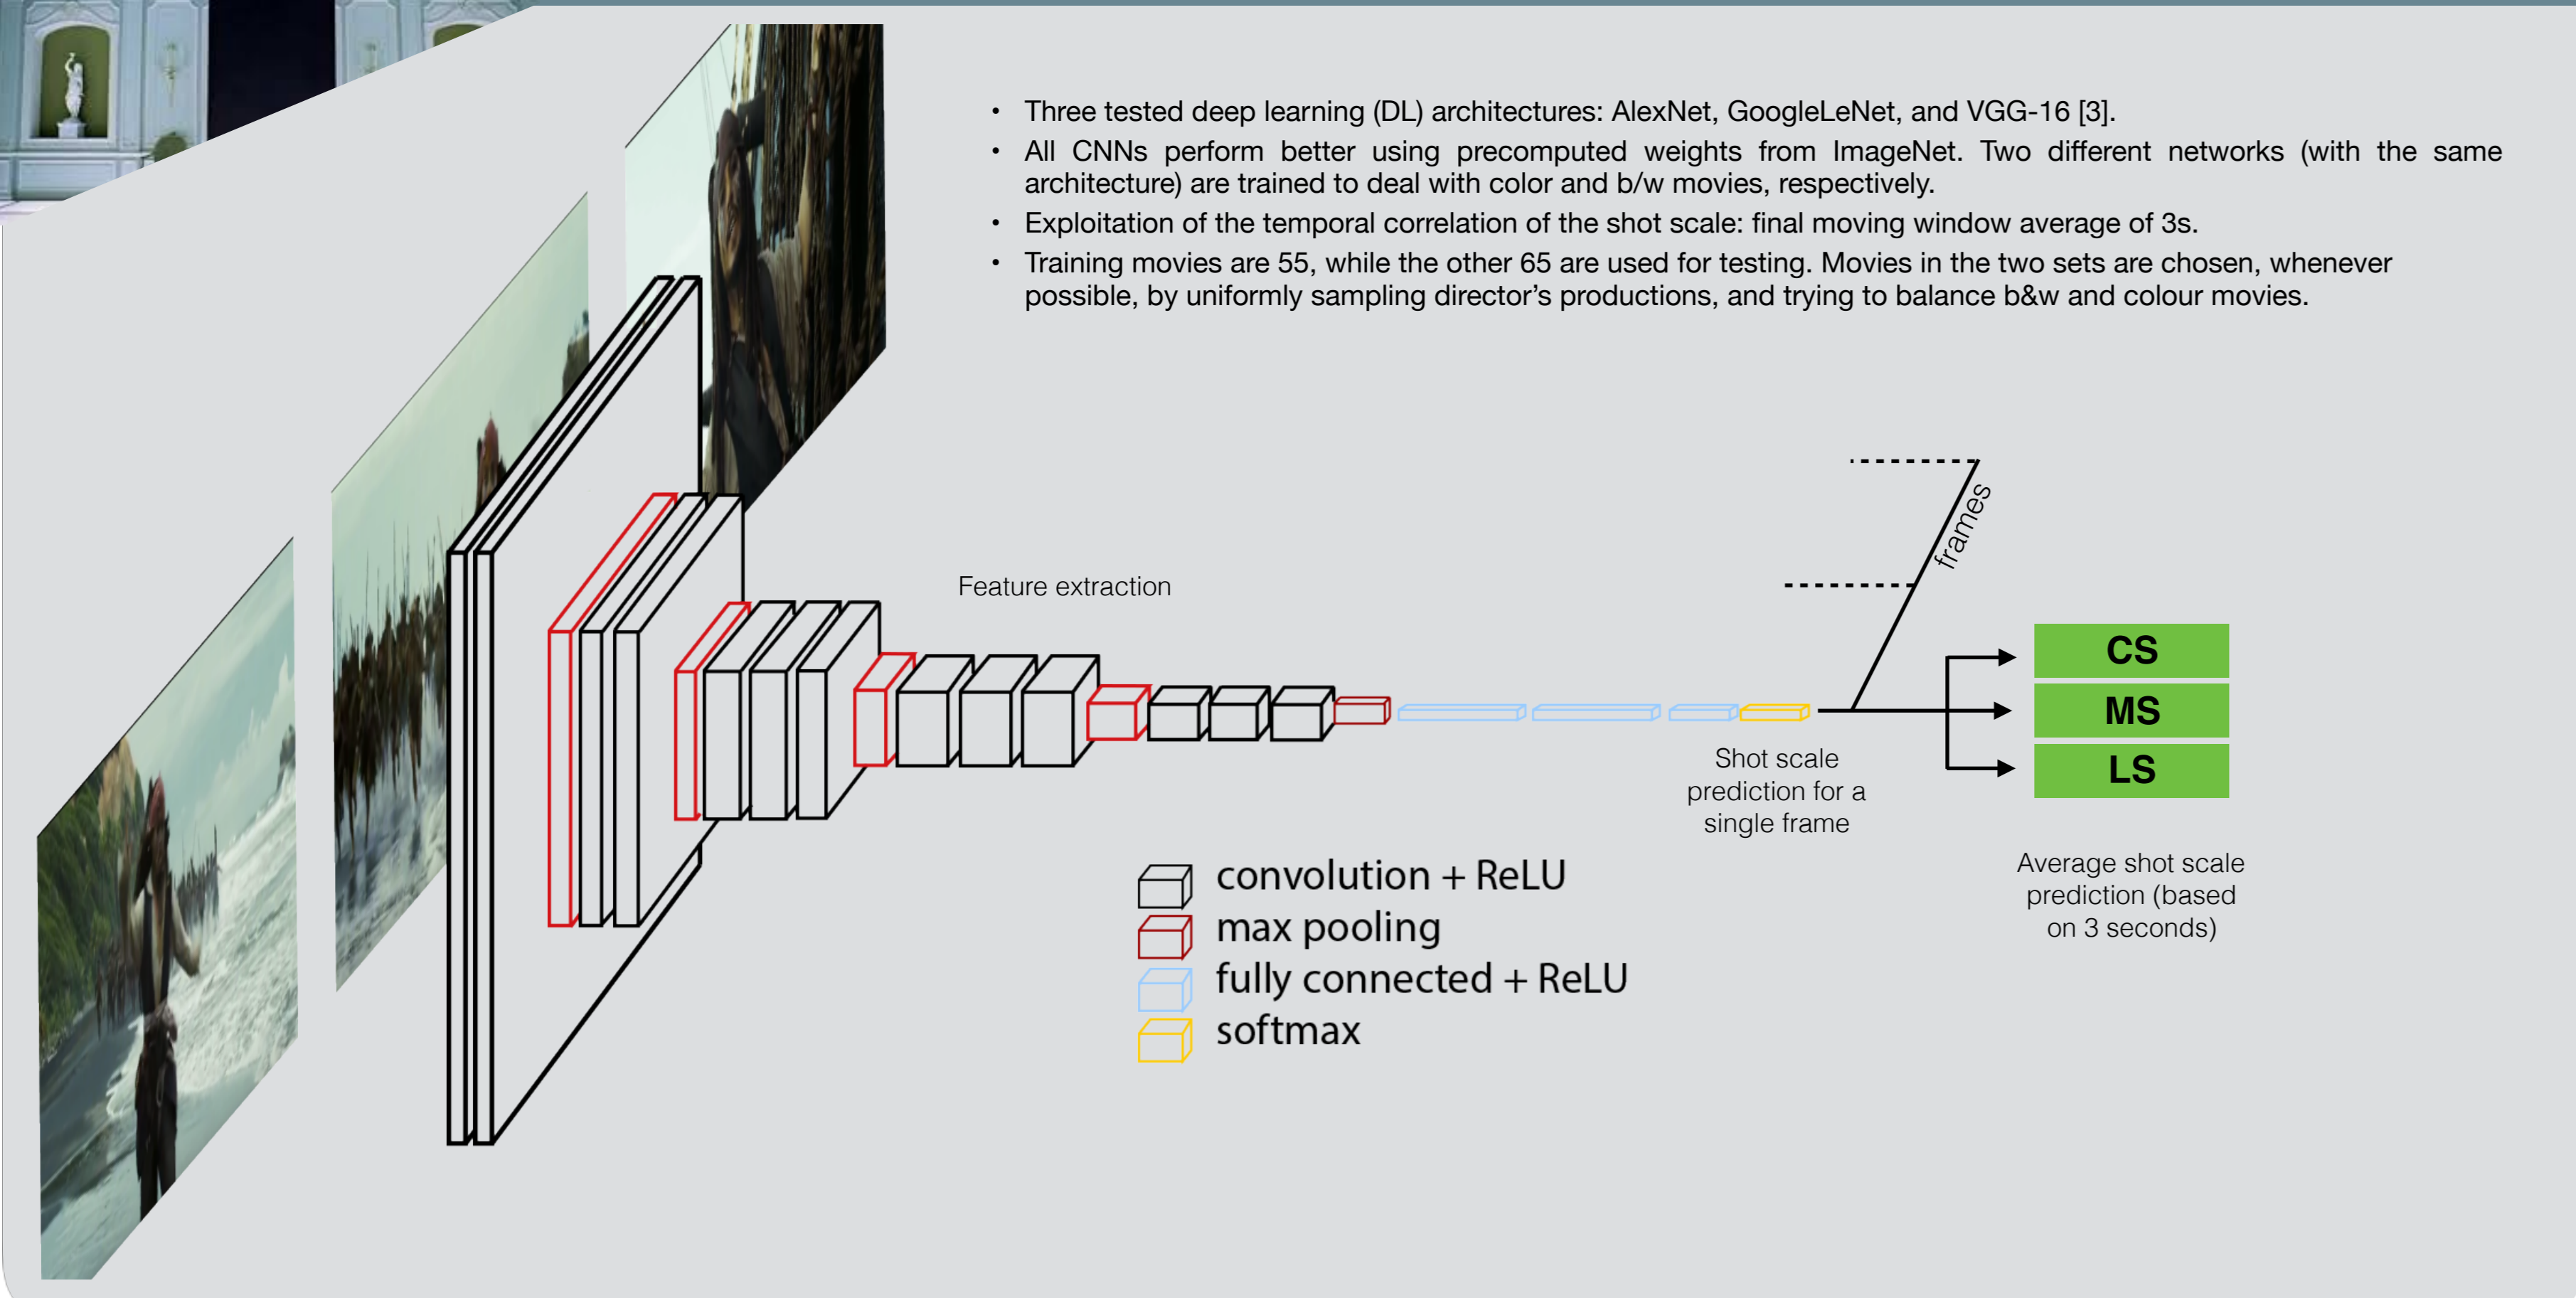 • Three tested deep learning (DL) architectures: AlexNet, GoogleLeNet, and VGG-16 [3].
• All CNNs perform better using precomputed weights from ImageNet. Two different networks (with the same
architecture) are trained to deal with color and b/w movies, respectively.
• Exploitation of the temporal correlation of the shot scale: final moving window average of 3s.
• Training movies are 55, while the other 65 are used for testing. Movies in the two sets are chosen, whenever
possible, by uniformly sampling director's productions, and trying to balance b&w and colour movies.
frames
Feature extraction
CS
MS
LS
Shot scale
prediction for a
single frame
Average shot scale
prediction (based
on 3 seconds)
convolution + ReLU
max pooling
fully connected + ReLU
softmax